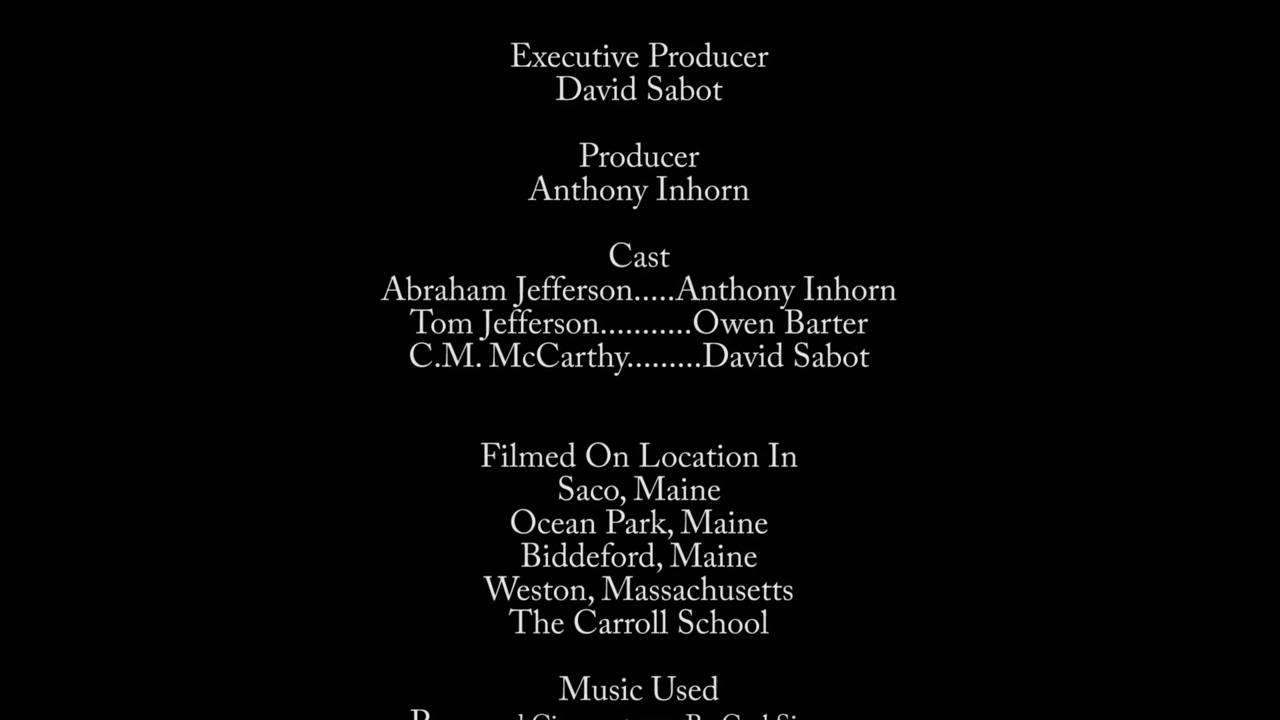 Executive Producer
David Sabot
Producer
Anthony Inhorn
Cast
Abraham Jefferson.....Anthony Inhorn
Tom Jefferson...........Owen Barter
C.M. McCarthy.........David Sabot
Filmed On Location In
Saco, Maine
Ocean Park, Maine
Biddeford, Maine
Weston, Massachusetts
The Carroll School
Music Used